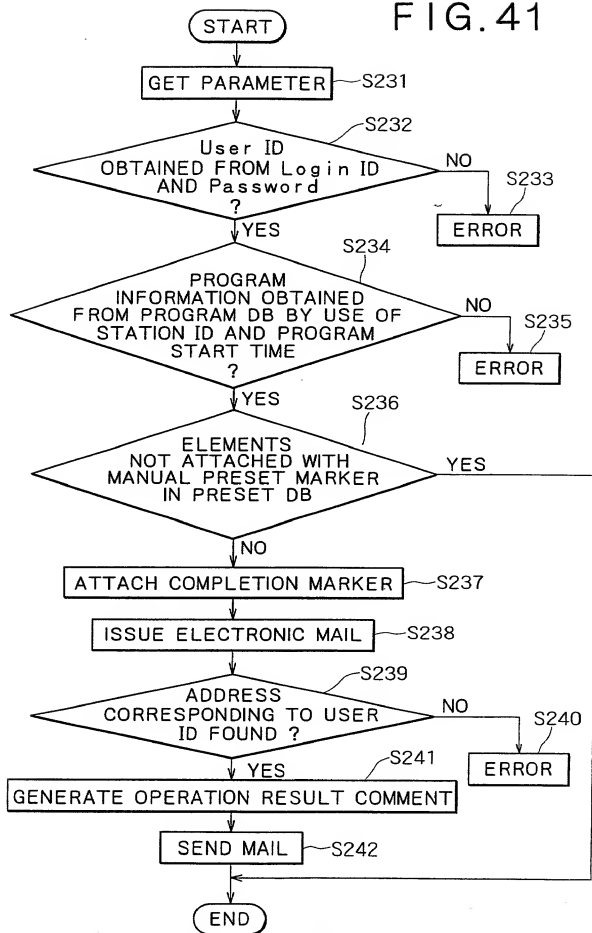 FIG.41
START
GET PARAMETER
S231
S232
User ID
OBTAINED FROM Login ID
AND Password
?
NO
S233
ERROR
YES
S234
PROGRAM
INFORMATION OBTAINED
FROM PROGRAM DB BY USE OF
STATION ID AND PROGRAM
START TIME
?
NO
S235
ERROR
YES
S236
ELEMENTS
NOT ATTACHED WITH
MANUAL PRESET MARKER
IN PRESET DB
YES
NO
ATTACH COMPLETION MARKER
S237
ISSUE ELECTRONIC MAIL
S238
S239
ADDRESS
CORRESPONDING TO USER
ID FOUND ?
NO
S240
ERROR
YES
S241
GENERATE OPERATION RESULT COMMENT
SEND MAIL
S242
END